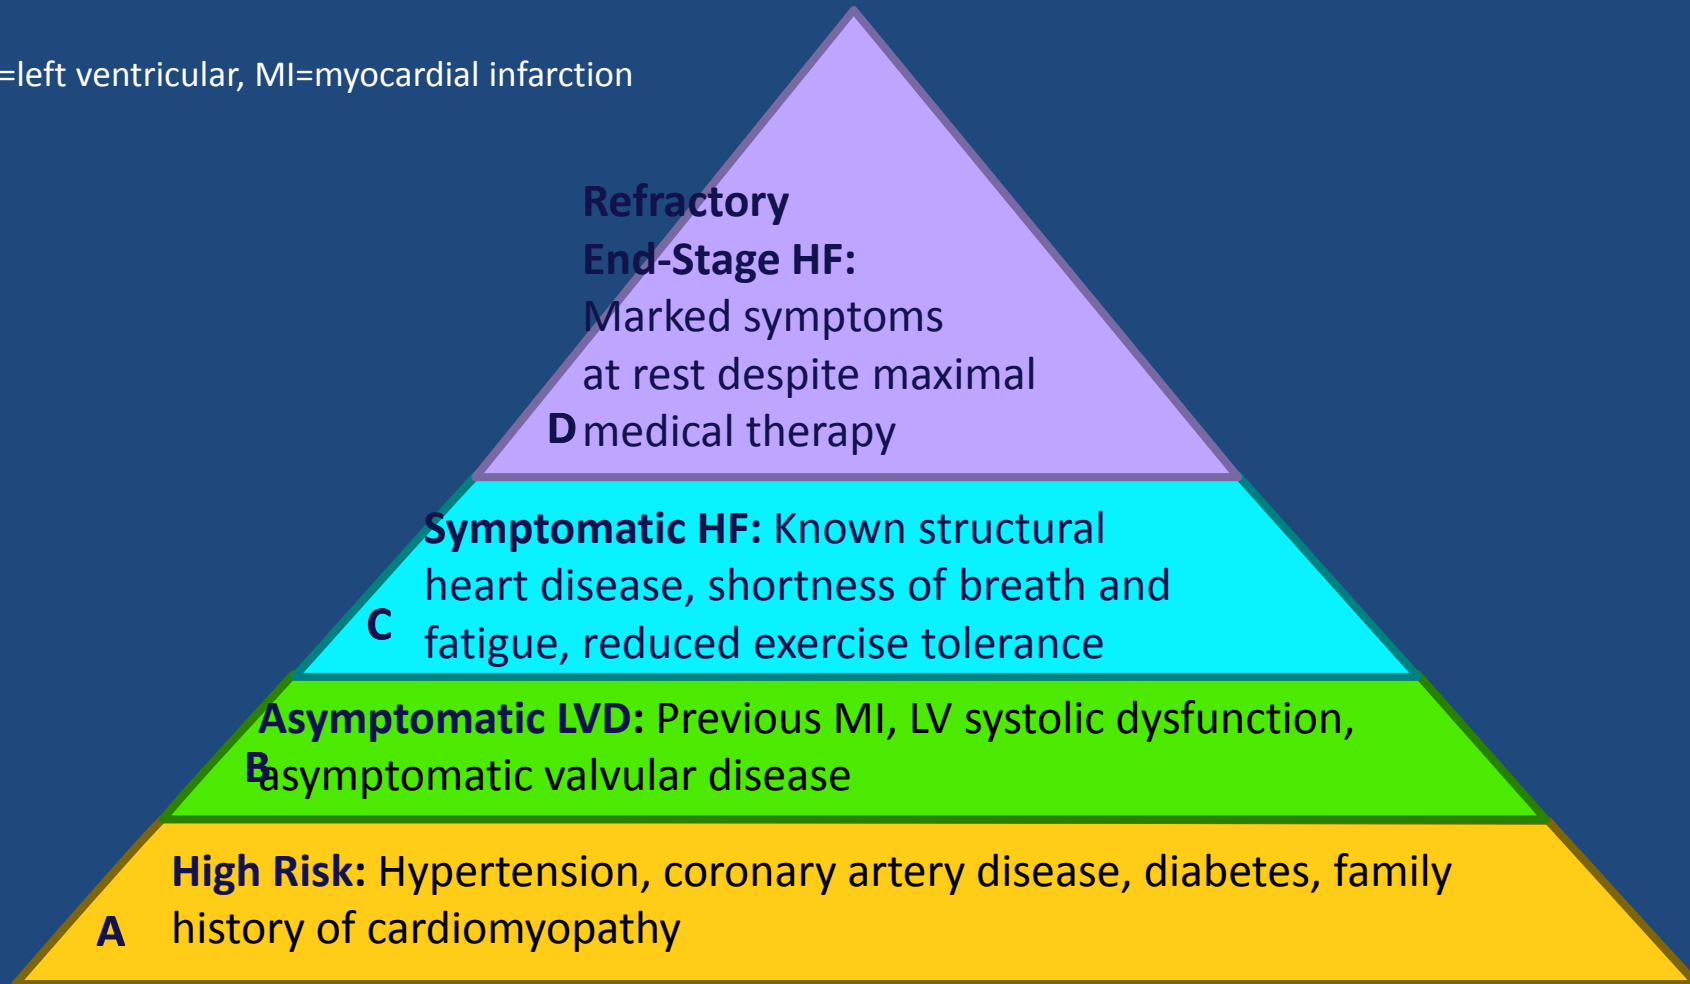 =left ventricular, MI=myocardial infarction
Refractory
End-Stage HF:
Marked symptoms
at rest despite maximal
D medical therapy
Symptomatic HF: Known structural
heart disease, shortness of breath and
C fatigue, reduced exercise tolerance
Asymptomatic LVD: Previous MI, LV systolic dysfunction,
B asymptomatic valvular disease
High Risk: Hypertension, coronary artery disease, diabetes, family
A history of cardiomyopathy